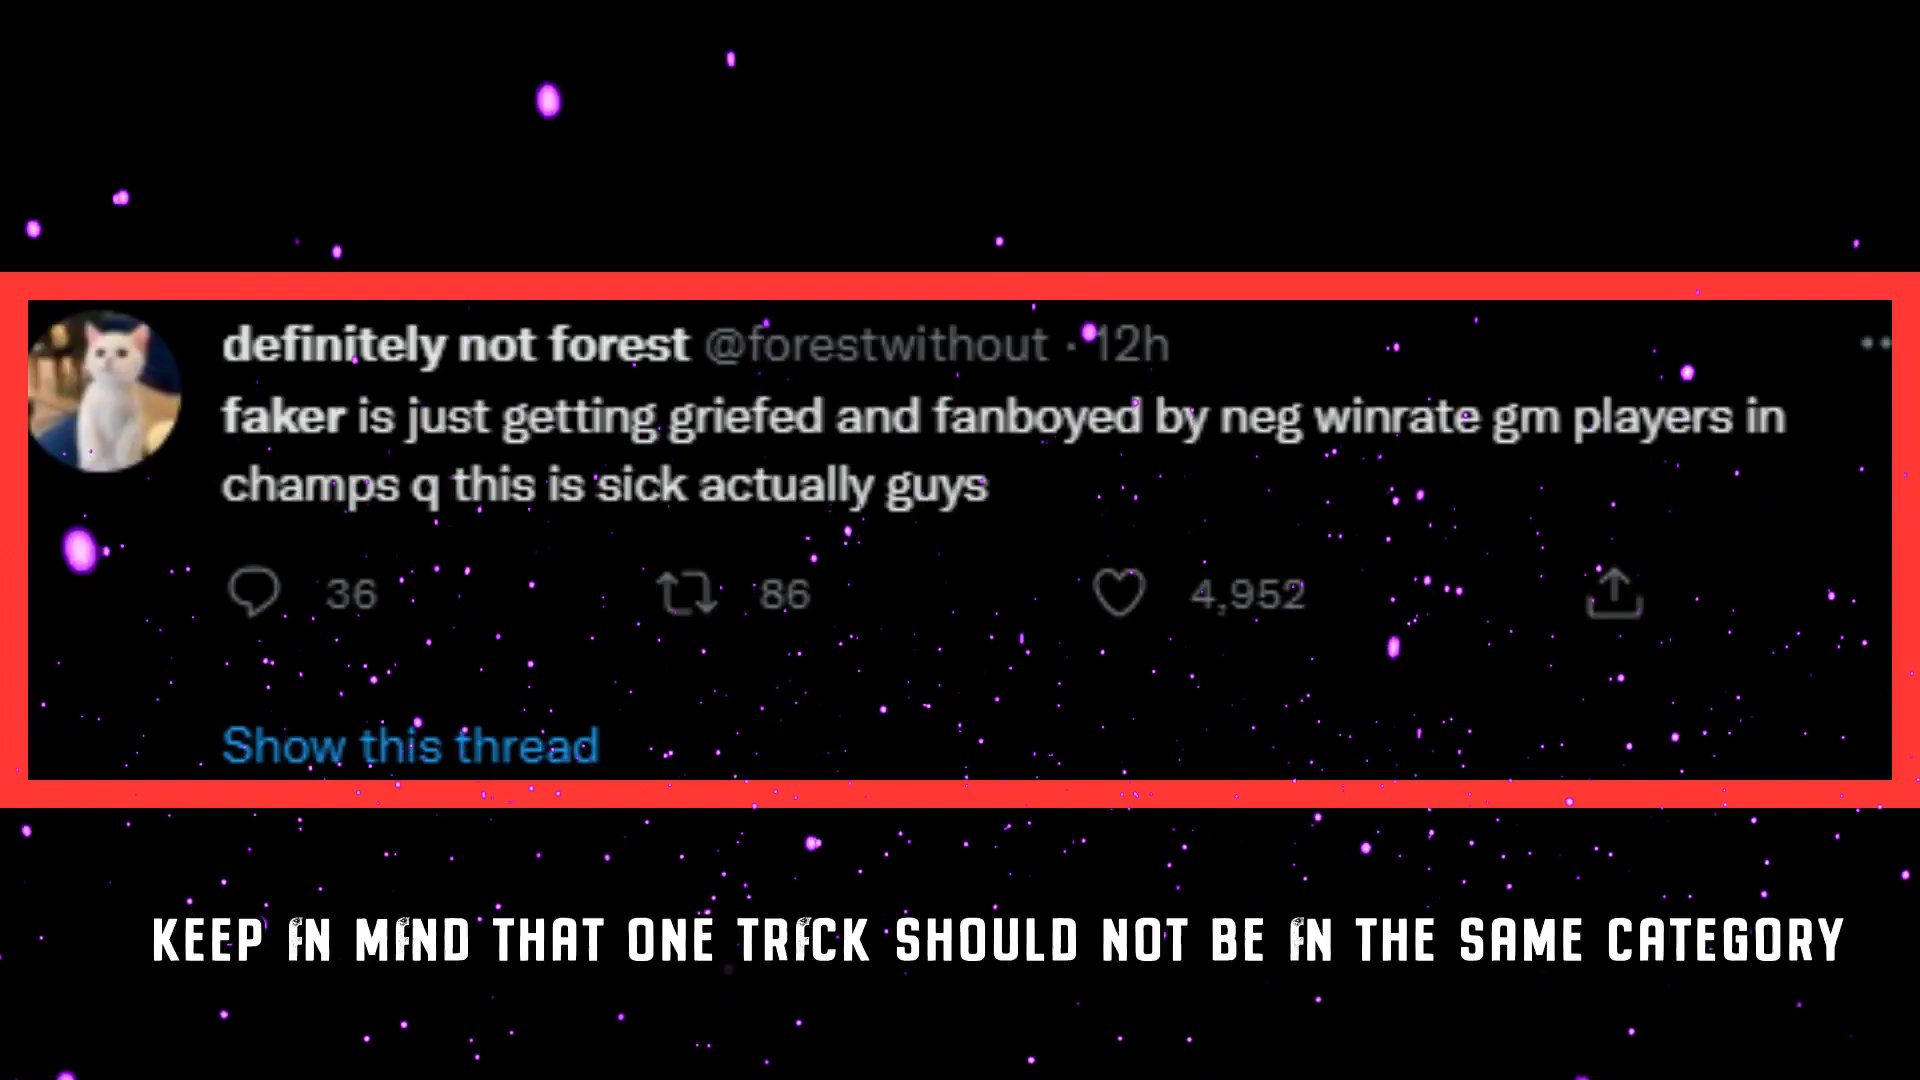 definitely not forest @forestwithout · 12h
faker is just getting griefed and fanboyed by neg winrate gm players in
champs q this is sick actually guys
36 86 4,952
Show this thread
KEEP IN MIND THAT ONE TRICK SHOULD NOT BE IN THE SAME CATEGORY